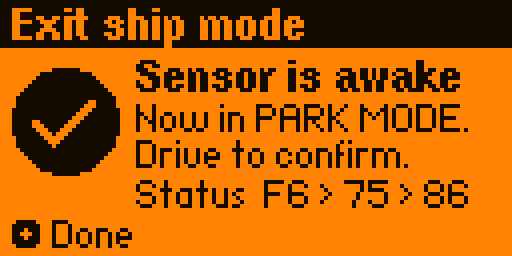 Exit ship mode
Sensor is awake
Now in PARK MODE.
Drive to confirm.
Status F6 > 75 > 86
Done